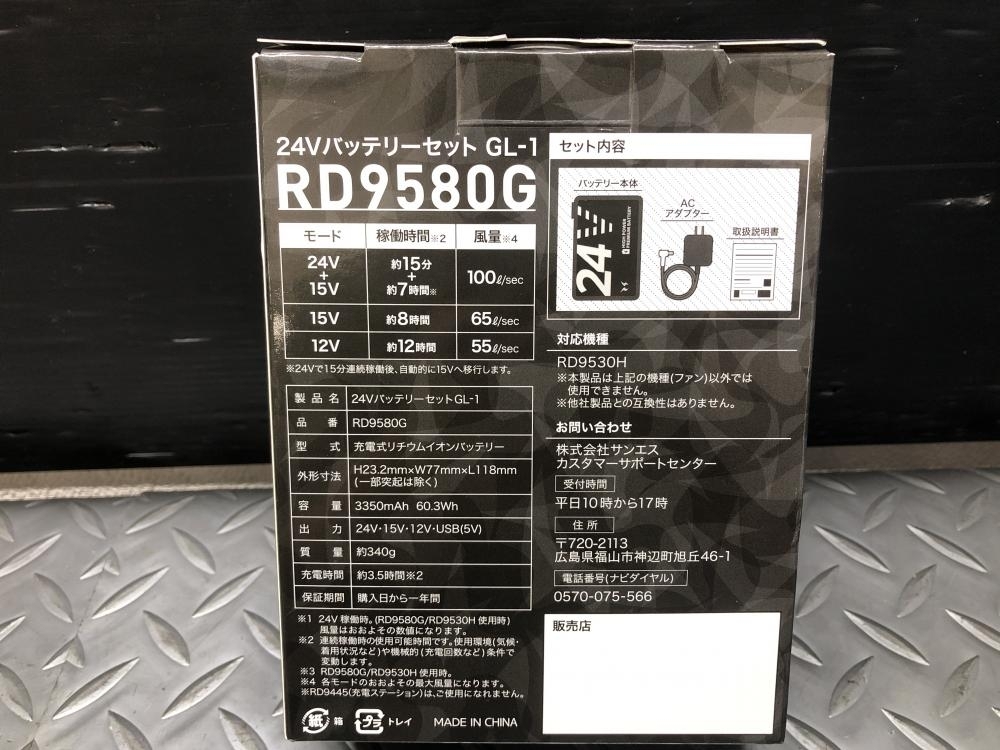 24Vバッテリーセット GL-1
RD9580G
モード 稼働時間※2 風量※4
24V+15V 約15分+約7時間※ 100ℓ/sec
15V 約8時間 65ℓ/sec
12V 約12時間 55ℓ/sec
※24Vで15分連続稼働後、自動的に15Vへ移行します。
製品名 24VバッテリーセットGL-1
品番 RD9580G
型式 充電式リチウムイオンバッテリー
外形寸法 H23.2mm×W77mm×L118mm
(一部突起は除く)
容量 3350mAh 60.3Wh
出力 24V・15V・12V・USB(5V)
質量 約340g
充電時間 約3.5時間※2
保証期間 購入日から一年間
※1 24V 稼働時。(RD9580G/RD9530H 使用時)
風量はおおよその数値になります。
※2 連続稼働時の使用可能時間です。使用環境(気候・
着用状況など)や機械的(充電回数など)条件で
変動します。
※3 RD9580G/RD9530H 使用時。
※4 各モードのおおよその最大風量になります。
※RD9445(充電ステーション)は、ご使用になれません。
紙 箱 プラ トレイ MADE IN CHINA
セット内容
バッテリー本体
24V
HIGH POWER
PREMIUM BATTERY
AC
アダプター
取扱説明書
対応機種
RD9530H
※本製品は上記の機種(ファン)以外では
使用できません。
※他社製品との互換性はありません。
お問い合わせ
株式会社サンエス
カスタマーサポートセンター
受付時間
平日10時から17時
住所
〒720-2113
広島県福山市神辺町旭丘46-1
電話番号(ナビダイヤル)
0570-075-566
販売店